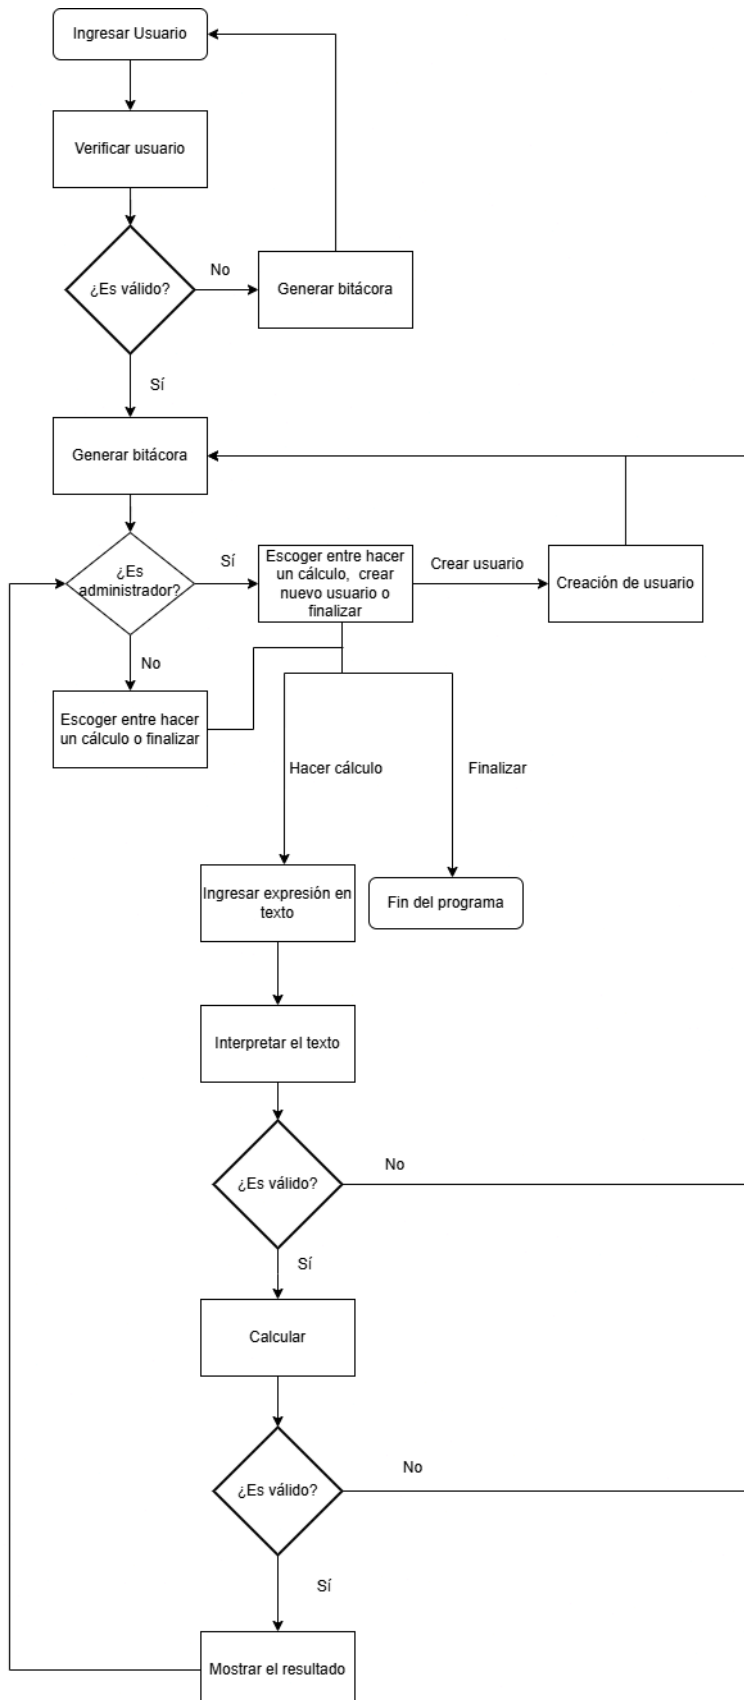 Ingresar Usuario
Verificar usuario
¿Es válido?
No
Generar bitácora
Sí
Generar bitácora
¿Es
administrador?
Sí
Escoger entre hacer
un cálculo, crear
nuevo usuario o
finalizar
Crear usuario
Creación de usuario
No
Escoger entre hacer
un cálculo o finalizar
Hacer cálculo
Finalizar
Ingresar expresión en
texto
Fin del programa
Interpretar el texto
¿Es válido?
No
Sí
Calcular
¿Es válido?
No
Sí
Mostrar el resultado